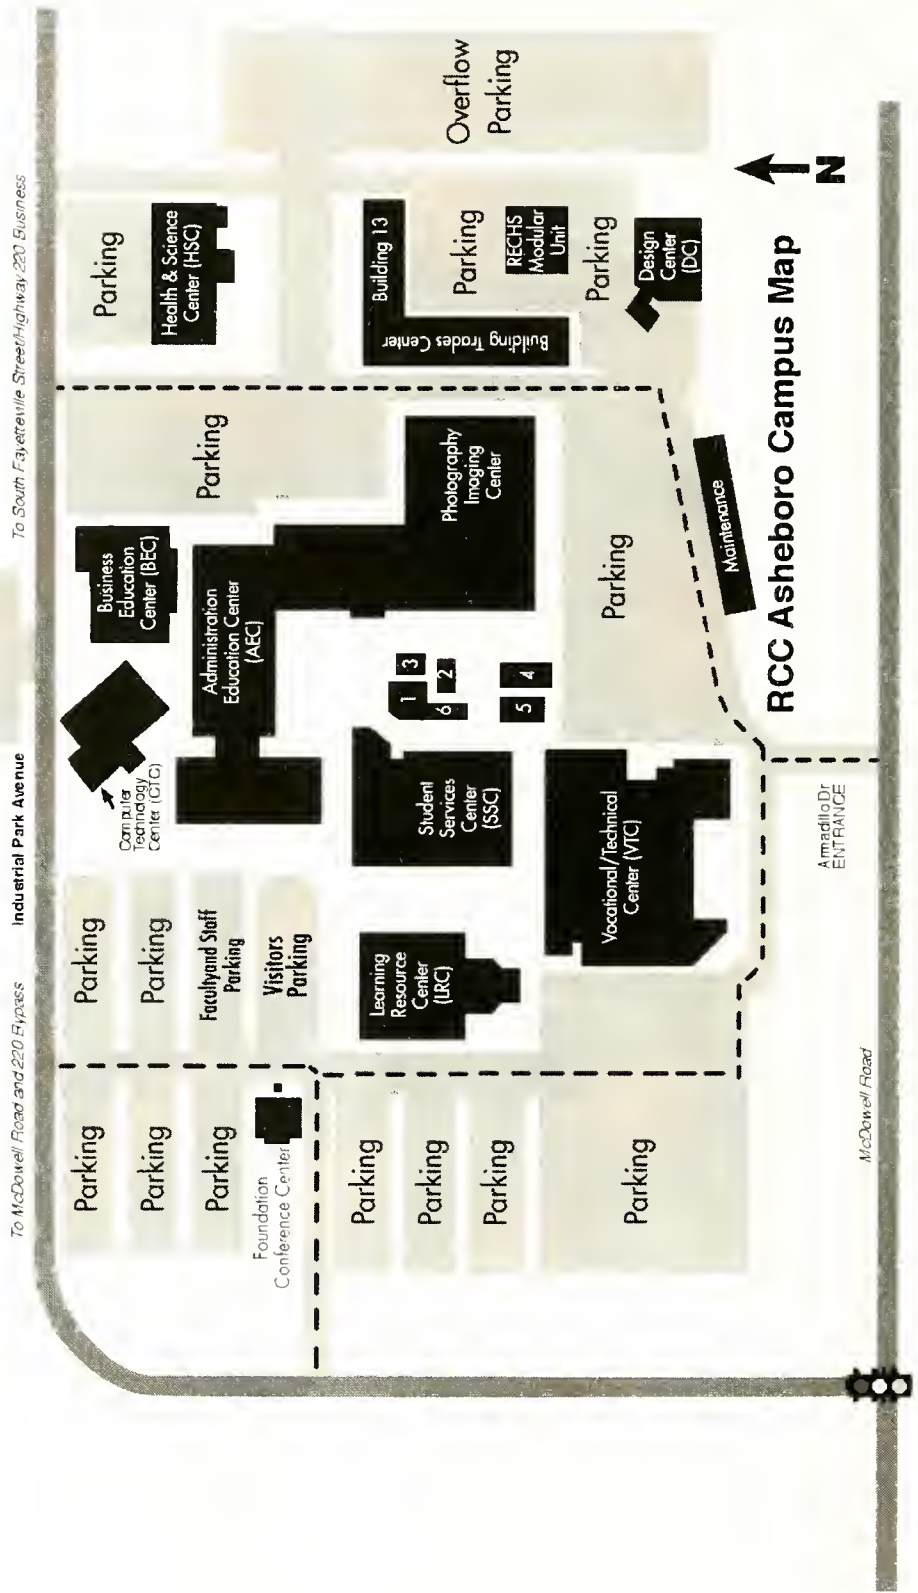 To McDowell Road and 220 Bypass
Industrial Park Avenue
To South Fayetteville Street/Highway 220 Business
Parking
Parking
Parking
Foundation
Conference Center
Parking
Parking
Faculty and Staff
Parking
Visitors
Parking
Computer
Technology
Center (CTC)
Business
Education
Center (BEC)
Administration
Education Center
(AEC)
Parking
Parking
Health & Science
Center (HSC)
Overflow
Parking
Parking
Parking
Parking
Parking
Learning
Resource
Center
(LRC)
Student
Services
Center
(SSC)
1
3
6
2
5
4
Photography
Imaging
Center
Building 13
Building Trades Center
Parking
RECHS
Modular
Unit
Parking
Design
Center
(DC)
Vocational/Technical
Center (VTC)
Parking
Maintenance
N
RCC Asheboro Campus Map
Armadillo Dr
ENTRANCE
McDowell Road